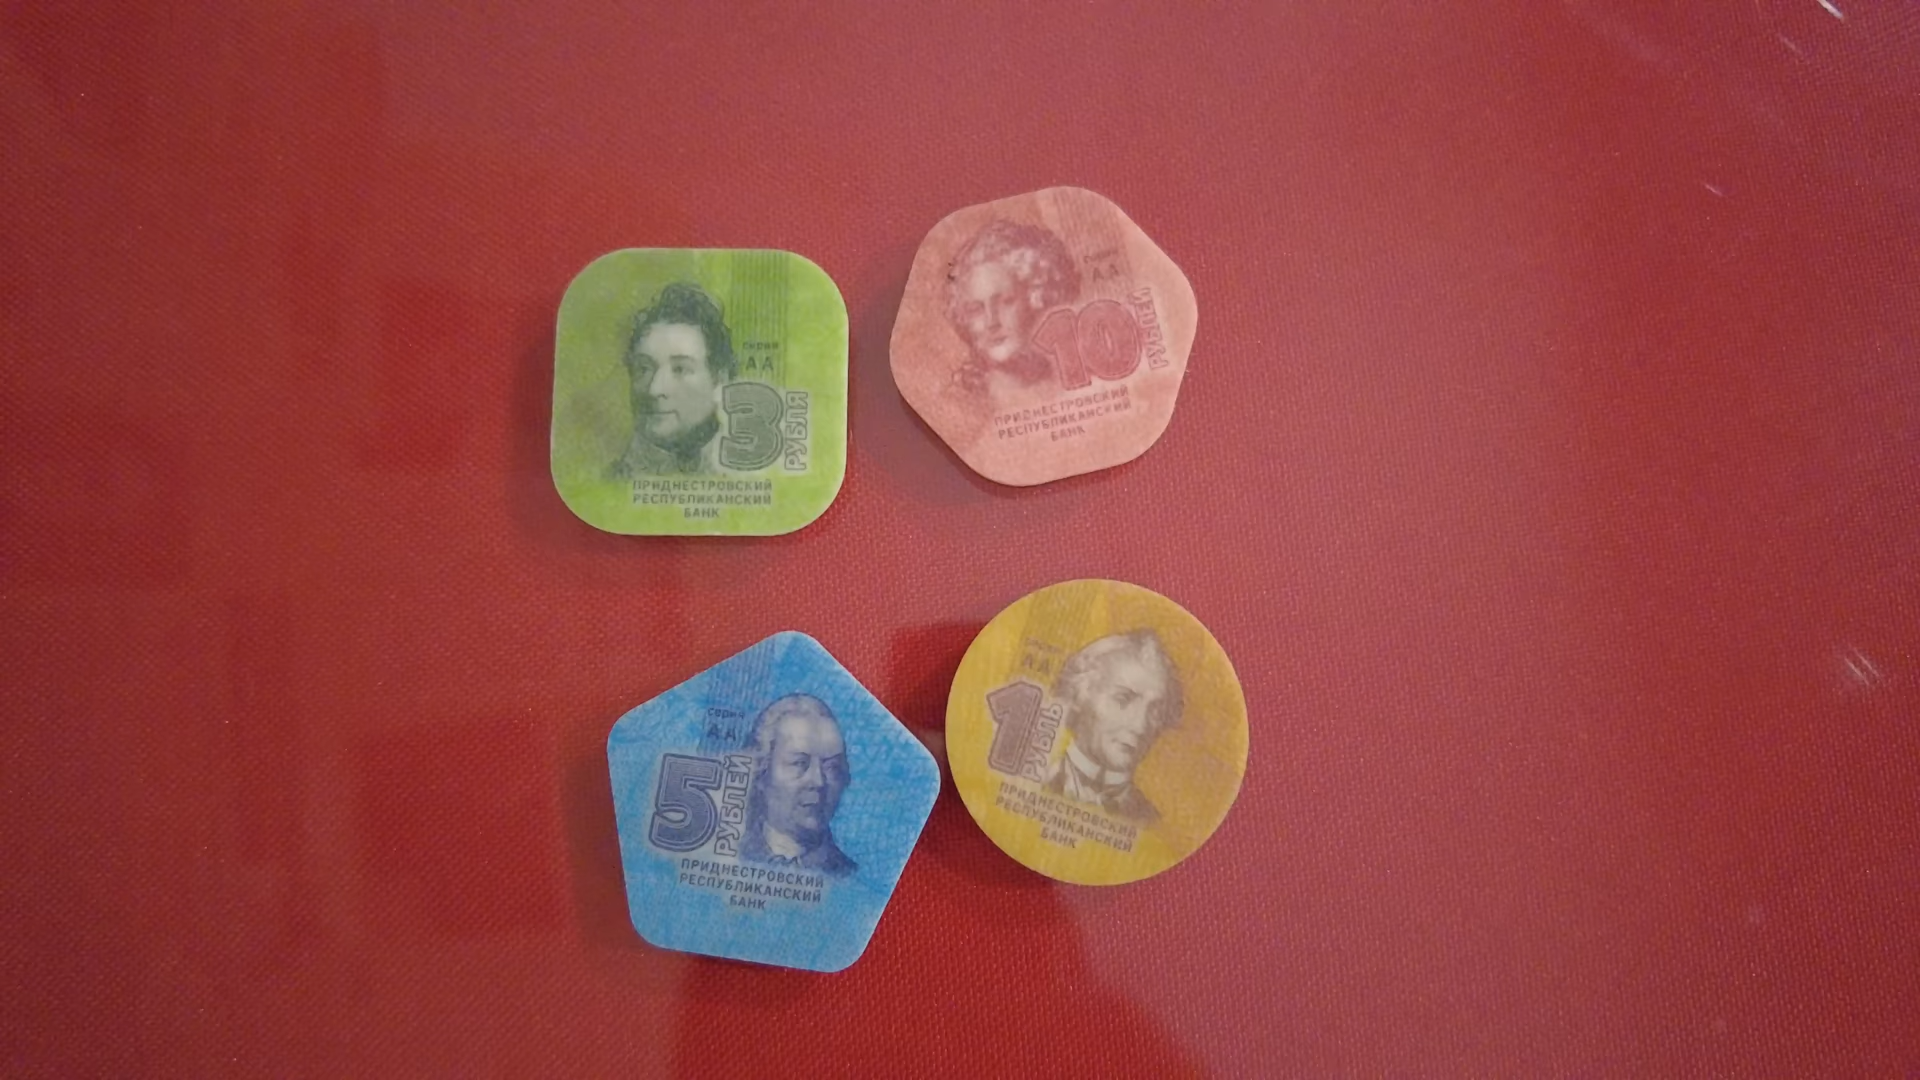 серия
АА
3
РУБЛЯ
ПРИДНЕСТРОВСКИЙ
РЕСПУБЛИКАНСКИЙ
БАНК
серия
АА
10
РУБЛЕЙ
ПРИДНЕСТРОВСКИЙ
РЕСПУБЛИКАНСКИЙ
БАНК
серия
АА
5
РУБЛЕЙ
ПРИДНЕСТРОВСКИЙ
РЕСПУБЛИКАНСКИЙ
БАНК
серия
АА
1
РУБЛЬ
ПРИДНЕСТРОВСКИЙ
РЕСПУБЛИКАНСКИЙ
БАНК